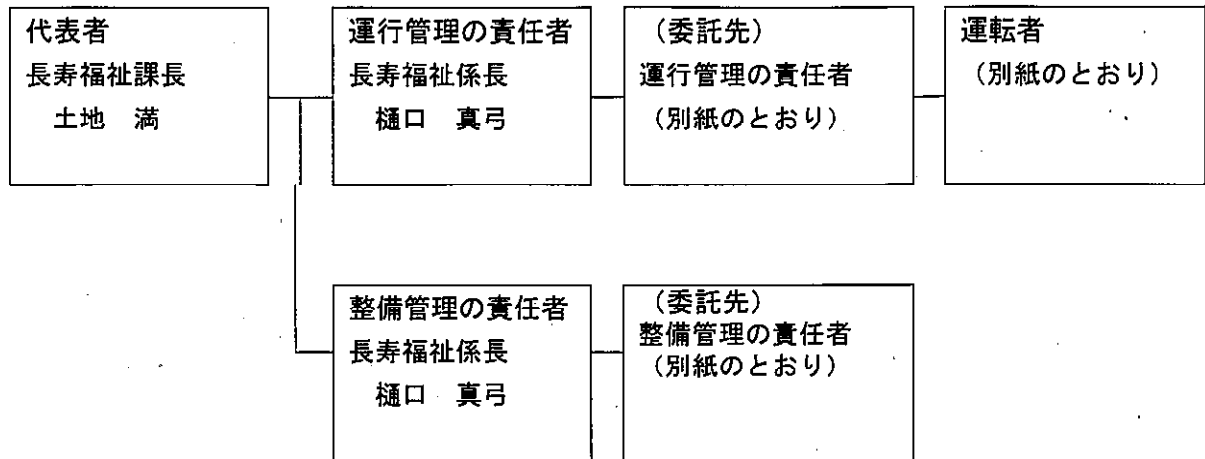 代表者
長寿福祉課長
土地　満
運行管理の責任者
長寿福祉係長
樋口　真弓
（委託先）
運行管理の責任者
（別紙のとおり）
運転者
（別紙のとおり）
整備管理の責任者
長寿福祉係長
樋口　真弓
（委託先）
整備管理の責任者
（別紙のとおり）